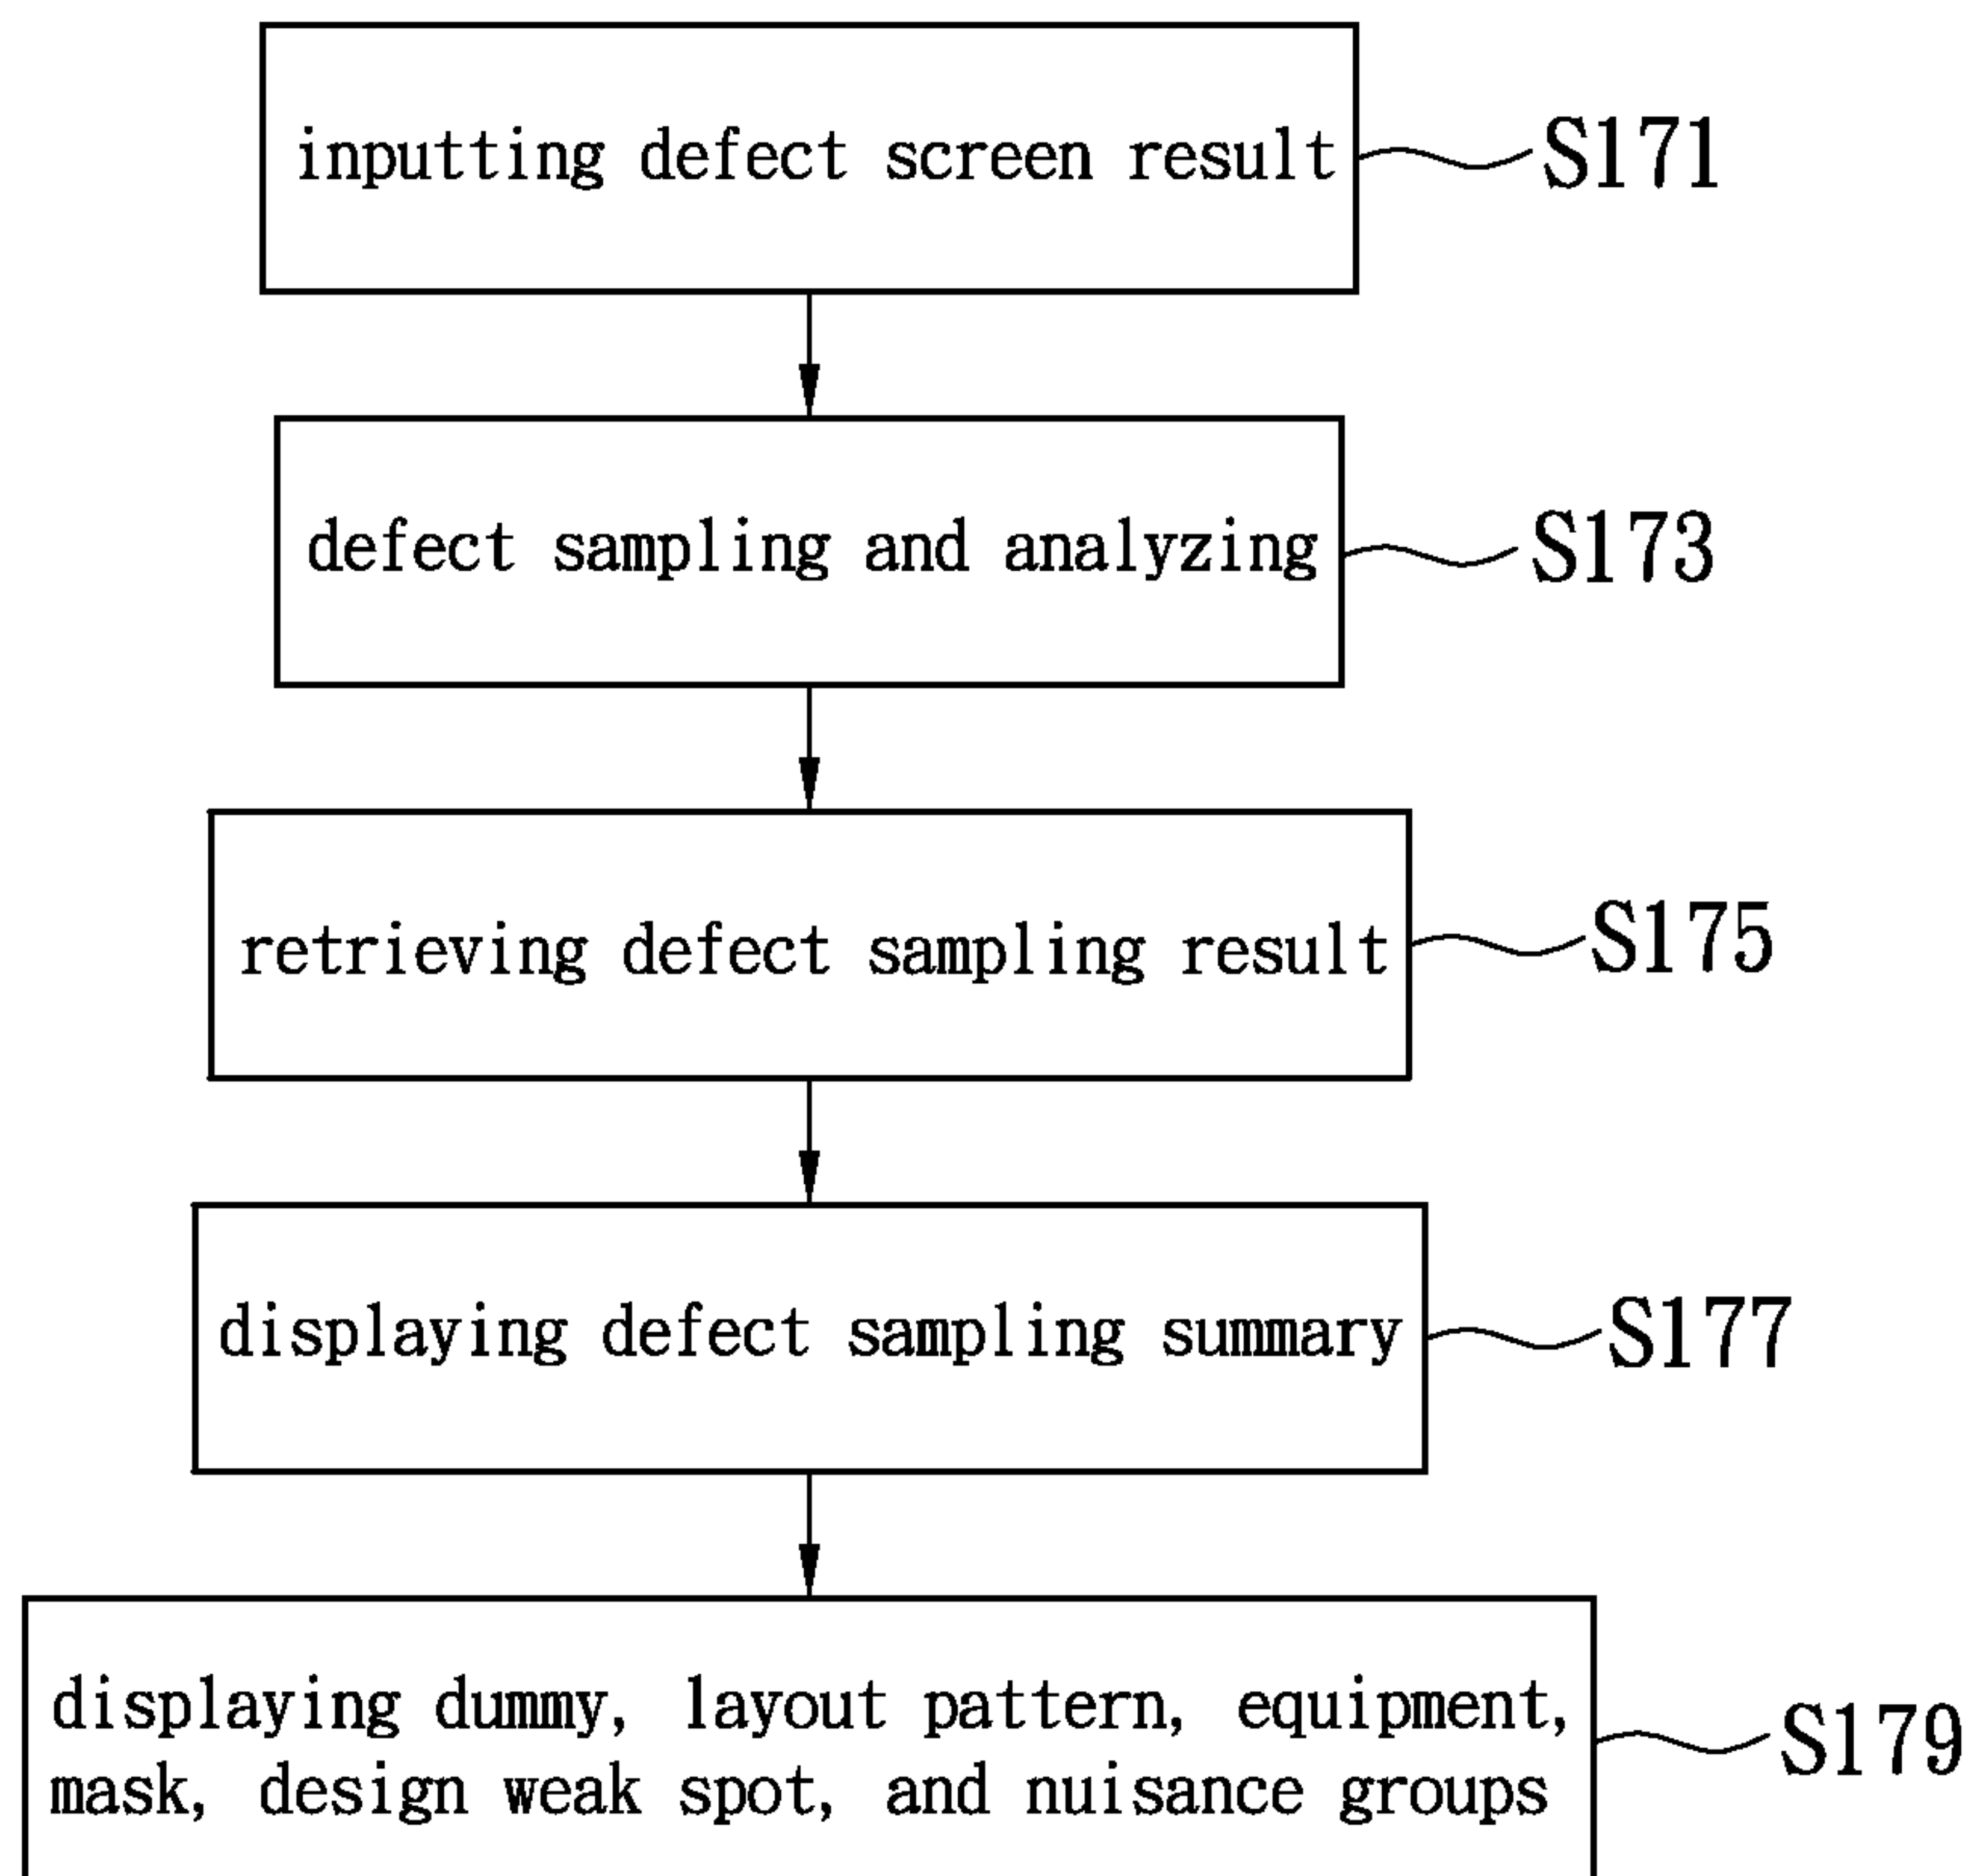 inputting defect screen result
S171
defect sampling and analyzing
S173
retrieving defect sampling result
S175
displaying defect sampling summary
S177
displaying dummy, layout pattern, equipment,
mask, design weak spot, and nuisance groups
S179